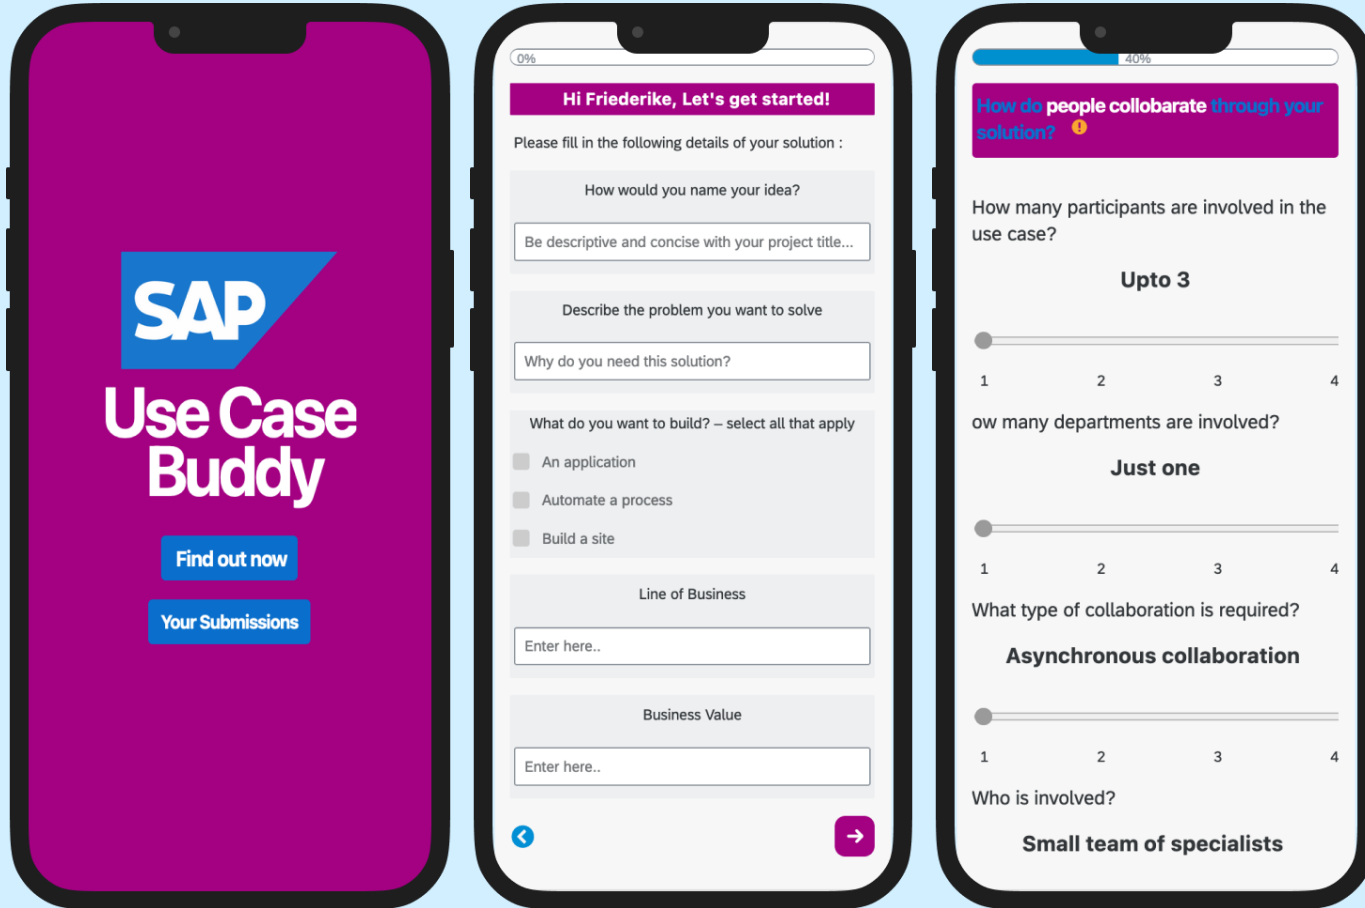 SAP
Use Case
Buddy
Find out now
Your Submissions
0%
Hi Friederike, Let's get started!
Please fill in the following details of your solution :
How would you name your idea?
Be descriptive and concise with your project title...
Describe the problem you want to solve
Why do you need this solution?
What do you want to build? – select all that apply
An application
Automate a process
Build a site
Line of Business
Enter here..
Business Value
Enter here..
40%
How do people collobarate through your
solution?
How many participants are involved in the
use case?
Upto 3
1 2 3 4
ow many departments are involved?
Just one
1 2 3 4
What type of collaboration is required?
Asynchronous collaboration
1 2 3 4
Who is involved?
Small team of specialists